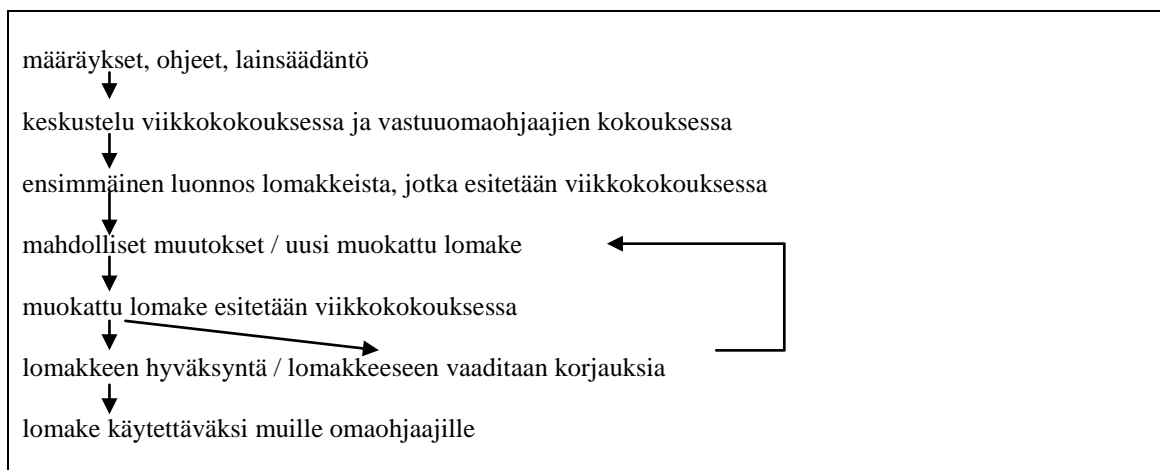 määräykset, ohjeet, lainsäädäntö
keskustelu viikkokokouksessa ja vastuuomaohjaajien kokouksessa
ensimmäinen luonnos lomakkeista, jotka esitetään viikkokokouksessa
mahdolliset muutokset / uusi muokattu lomake
muokattu lomake esitetään viikkokokouksessa
lomakkeen hyväksyntä / lomakkeeseen vaaditaan korjauksia
lomake käytettäväksi muille omaohjaajille